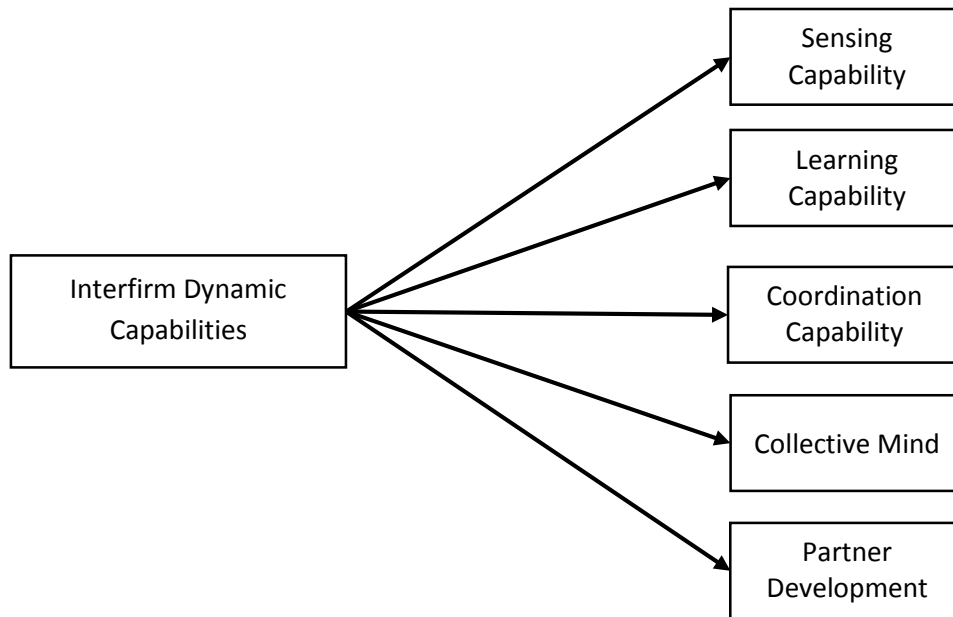 Sensing
Capability
Learning
Capability
Interfirm Dynamic
Capabilities
Coordination
Capability
Collective Mind
Partner
Development